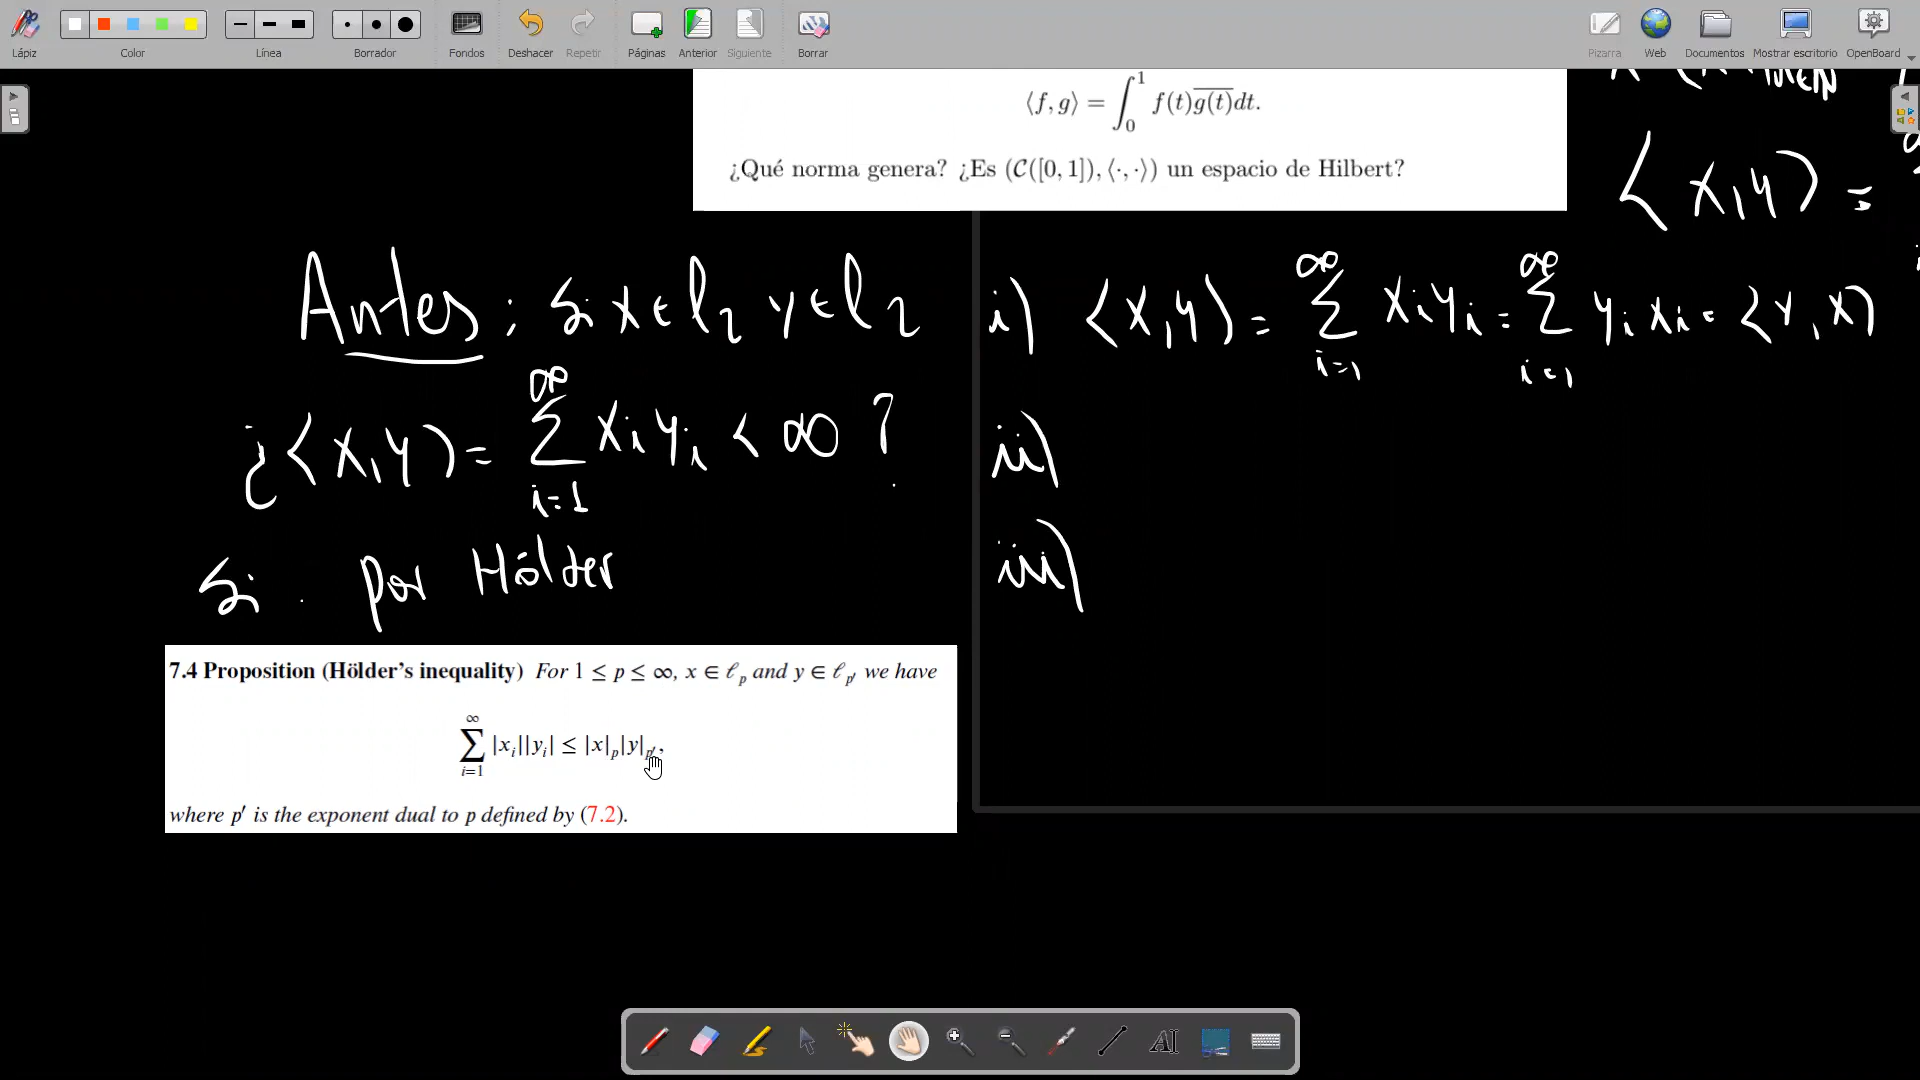 Lápiz Color Línea Borrador Fondos Deshacer Repetir Páginas Anterior Siguiente Borrar Pizarra Web Documentos Mostrar escritorio OpenBoard
⟨f, g⟩ = ∫₀¹ f(t)g̅(̅t̅)̅dt.
¿Qué norma genera? ¿Es (𝒞([0, 1]), ⟨·, ·⟩) un espacio de Hilbert?
⟨x,y⟩ =
Antes: Si x ∈ l₂ y ∈ l₂
i) ⟨x,y⟩ = ∑_{i=1}^∞ xᵢyᵢ = ∑_{i=1}^∞ yᵢxᵢ = ⟨y,x⟩
¿⟨x,y⟩ = ∑_{i=1}^∞ xᵢyᵢ < ∞ ?
ii)
Si. por Hölder
iii)
7.4 Proposition (Hölder's inequality) For 1 ≤ p ≤ ∞, x ∈ ℓ_p and y ∈ ℓ_p′ we have
∑_{i=1}^∞ |xᵢ||yᵢ| ≤ |x|_p|y|_p′,
where p′ is the exponent dual to p defined by (7.2).